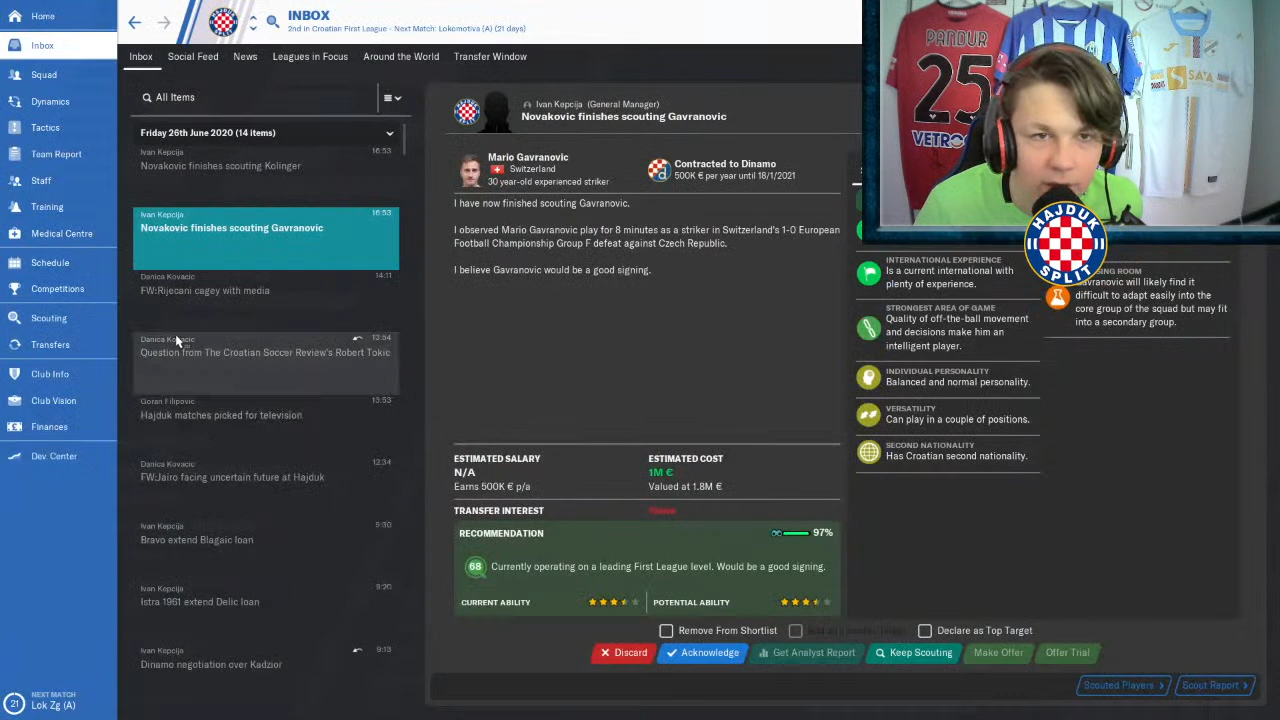 Home
Inbox
Squad
Dynamics
Tactics
Team Report
Staff
Training
Medical Centre
Schedule
Competitions
Scouting
Transfers
Club Info
Club Vision
Finances
Dev. Center
21
NEXT MATCH
Lok Zg (A)
INBOX
2nd in Croatian First League - Next Match: Lokomotiva (A) (21 days)
Inbox
Social Feed
News
Leagues in Focus
Around the World
Transfer Window
All Items
Friday 26th June 2020 (14 items)
Ivan Kepcija 16:53
Novakovic finishes scouting Kolinger
Ivan Kepcija 16:53
Novakovic finishes scouting Gavranovic
Danica Kovacic 14:11
FW:Rijecani cagey with media
Danica Kovacic 12:54
Question from The Croatian Soccer Review's Robert Tokic
Goran Filipovic 13:53
Hajduk matches picked for television
Danica Kovacic 12:34
FW:Jairo facing uncertain future at Hajduk
Ivan Kepcija 9:30
Bravo extend Blagaic loan
Ivan Kepcija 9:20
Istra 1961 extend Delic loan
Ivan Kepcija 9:13
Dinamo negotiation over Kadzior
Ivan Kepcija (General Manager)
Novakovic finishes scouting Gavranovic
Mario Gavranovic
Switzerland
30 year-old experienced striker
Contracted to Dinamo
500K € per year until 18/1/2021
I have now finished scouting Gavranovic.
I observed Mario Gavranovic play for 8 minutes as a striker in Switzerland's 1-0 European
Football Championship Group F defeat against Czech Republic.
I believe Gavranovic would be a good signing.
ESTIMATED SALARY
N/A
Earns 500K € p/a
ESTIMATED COST
1M €
Valued at 1.8M €
TRANSFER INTEREST
RECOMMENDATION
97%
68
Currently operating on a leading First League level. Would be a good signing.
CURRENT ABILITY
POTENTIAL ABILITY
INTERNATIONAL EXPERIENCE
Is a current international with
plenty of experience.
STRONGEST AREA OF GAME
Quality of off-the-ball movement
and decisions make him an
intelligent player.
INDIVIDUAL PERSONALITY
Balanced and normal personality.
VERSATILITY
Can play in a couple of positions.
SECOND NATIONALITY
Has Croatian second nationality.
ROOM
Gavranovic will likely find it
difficult to adapt easily into the
core group of the squad but may fit
into a secondary group.
Remove From Shortlist
Declare as Top Target
Discard
Acknowledge
Get Analyst Report
Keep Scouting
Make Offer
Offer Trial
Scouted Players
Scout Report
PANDUR
25
VETRO
HAJDUK
SPLIT
HAJDUK
SPLIT